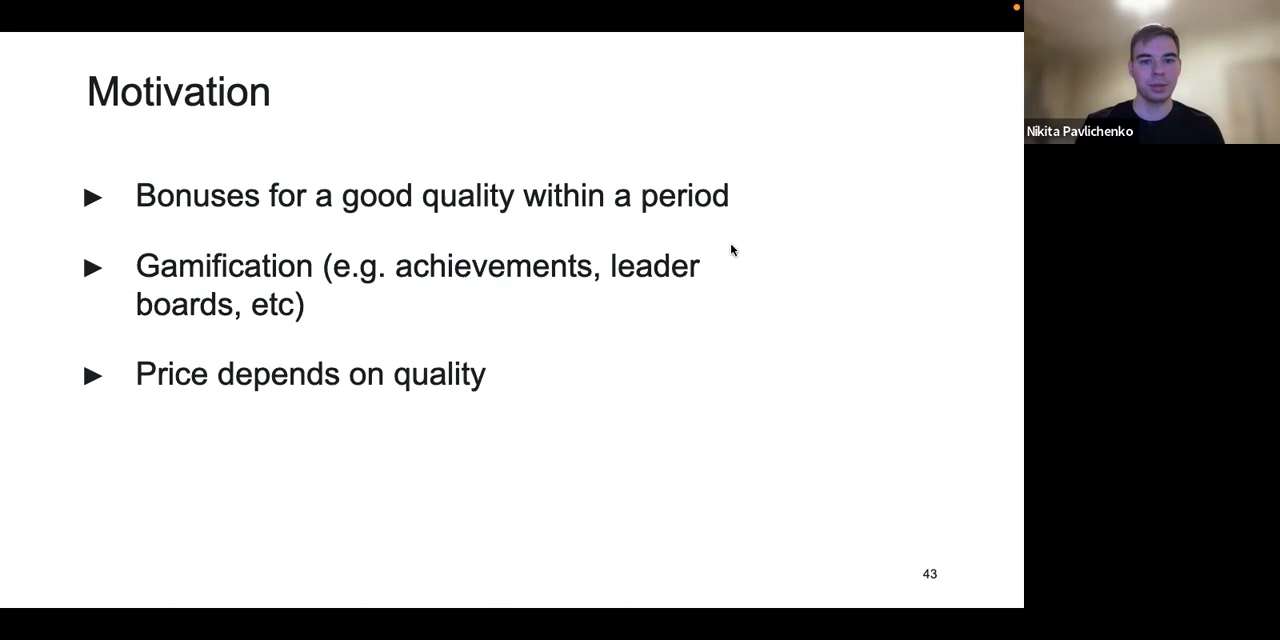 Motivation
► Bonuses for a good quality within a period
► Gamification (e.g. achievements, leader
boards, etc)
► Price depends on quality
43
Nikita Pavlichenko